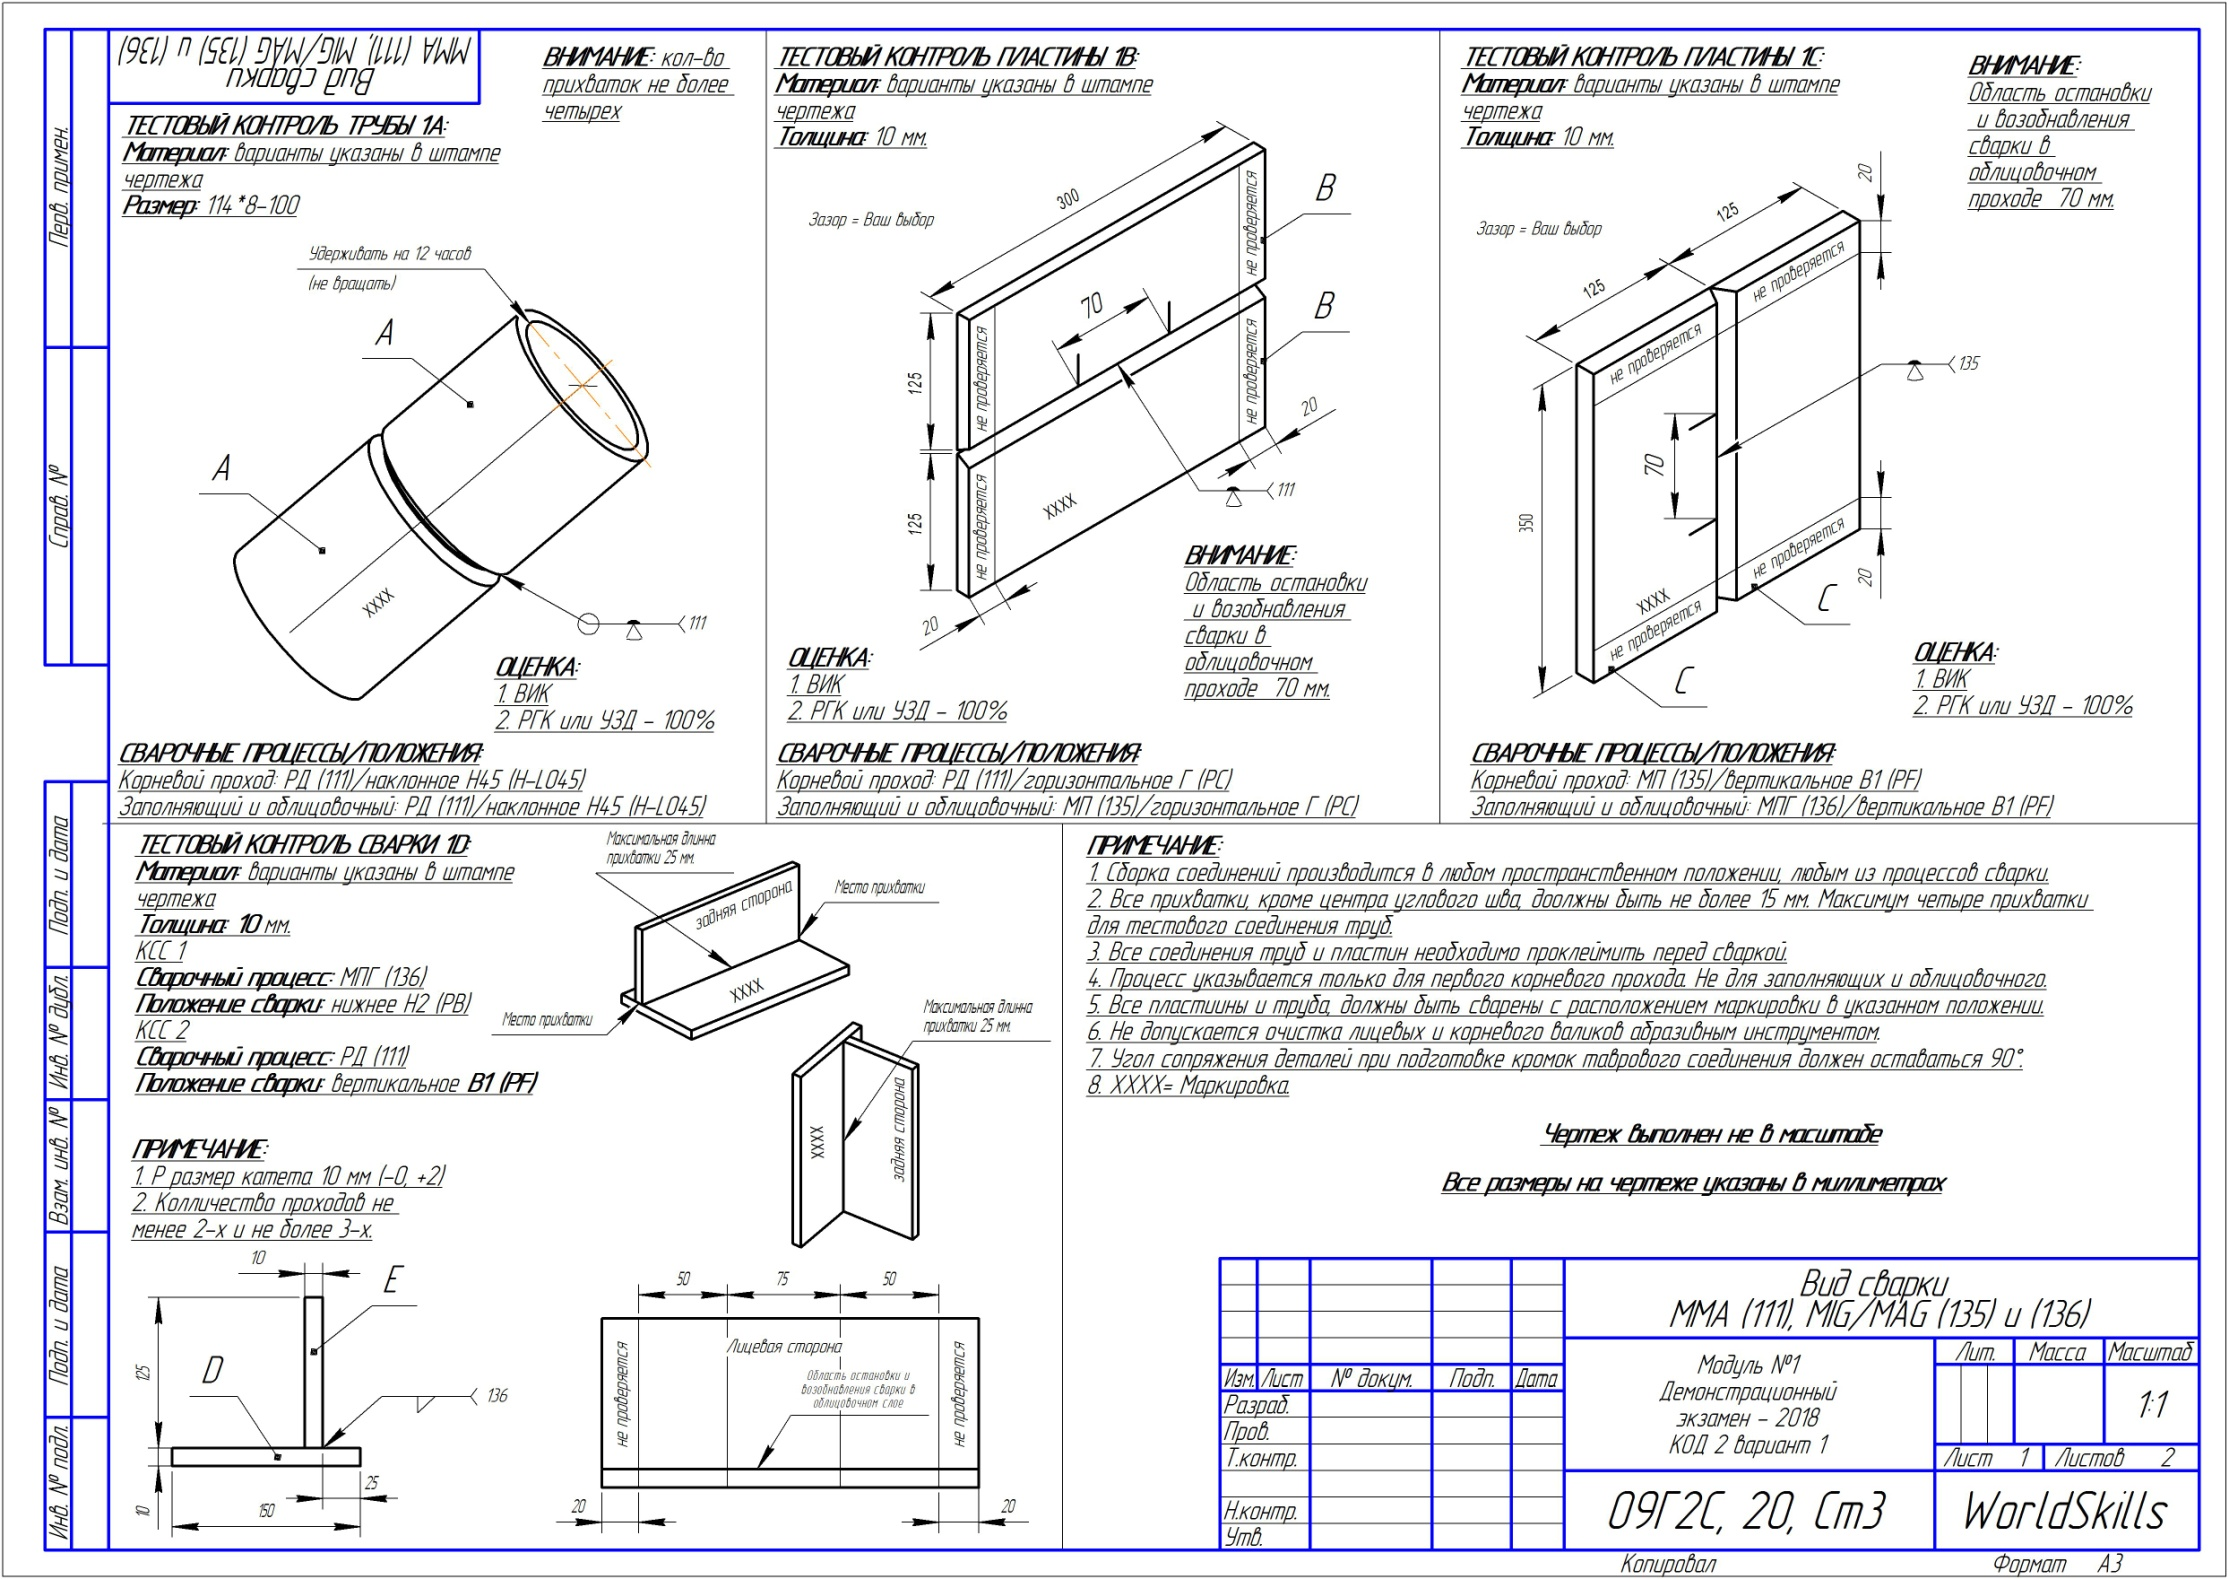 ММА (111), MIG/MAG (135) и (136)
Вид сварки
ВНИМАНИЕ: кол-во
прихваток не более
четырех
ТЕСТОВЫЙ КОНТРОЛЬ ТРУБЫ 1А:
Материал: варианты указаны в штампе
чертежа
Размер: 114*8-100
Удерживать на 12 часов
(не вращать)
А
А
XXXX
111
ОЦЕНКА:
1. ВИК
2. РГК или УЗД - 100%
СВАРОЧНЫЕ ПРОЦЕССЫ/ПОЛОЖЕНИЯ:
Корневой проход: РД (111)/наклонное Н45 (H-L045)
Заполняющий и облицовочный: РД (111)/наклонное Н45 (H-L045)
ТЕСТОВЫЙ КОНТРОЛЬ ПЛАСТИНЫ 1В:
Материал: варианты указаны в штампе
чертежа
Толщина: 10 мм.
Зазор = Ваш выбор
300
70
В
В
125
125
не проверяется
не проверяется
не проверяется
не проверяется
XXXX
20
20
111
ВНИМАНИЕ:
Область остановки
и возобнавления
сварки в
облицовочном
проходе 70 мм.
ОЦЕНКА:
1. ВИК
2. РГК или УЗД - 100%
СВАРОЧНЫЕ ПРОЦЕССЫ/ПОЛОЖЕНИЯ:
Корневой проход: РД (111)/горизонтальное Г (РС)
Заполняющий и облицовочный: МП (135)/горизонтальное Г (РС)
ТЕСТОВЫЙ КОНТРОЛЬ ПЛАСТИНЫ 1С:
Материал: варианты указаны в штампе
чертежа
Толщина: 10 мм.
ВНИМАНИЕ:
Область остановки
и возобнавления
сварки в
облицовочном
проходе 70 мм.
Зазор = Ваш выбор
125
125
20
не проверяется
не проверяется
135
70
350
XXXX
не проверяется
не проверяется
20
С
С
ОЦЕНКА:
1. ВИК
2. РГК или УЗД - 100%
СВАРОЧНЫЕ ПРОЦЕССЫ/ПОЛОЖЕНИЯ:
Корневой проход: МП (135)/вертикальное В1 (PF)
Заполняющий и облицовочный: МПГ (136)/вертикальное В1 (PF)
ТЕСТОВЫЙ КОНТРОЛЬ СВАРКИ 1D:
Материал: варианты указаны в штампе
чертежа
Толщина: 10 мм.
КСС 1
Сварочный процесс: МПГ (136)
Положение сварки: нижнее Н2 (РВ)
КСС 2
Сварочный процесс: РД (111)
Положение сварки: вертикальное В1 (PF)
ПРИМЕЧАНИЕ:
1. Р размер катета 10 мм (-0, +2)
2. Колличество проходов не
менее 2-х и не более 3-х.
Максимальная длинна
прихватки 25 мм.
Место прихватки
задняя сторона
XXXX
Место прихватки
Максимальная длинна
прихватки 25 мм.
XXXX
задняя сторона
10
E
125
D
136
10
25
150
50
75
50
не проверяется
Лицевая сторона
Область остановки и
возобнавления сварки в
облицовочном слое
не проверяется
20
20
ПРИМЕЧАНИЕ:
1. Сборка соединений производится в любом пространственном положении, любым из процессов сварки.
2. Все прихватки, кроме центра углового шва, доолжны быть не более 15 мм. Максимум четыре прихватки
для тестового соединения труб.
3. Все соединения труб и пластин необходимо проклеймить перед сваркой.
4. Процесс указывается только для первого корневого прохода. Не для заполняющих и облицовочного.
5. Все пластиины и труба, должны быть сварены с расположением маркировки в указанном положении.
6. Не допускается очистка лицевых и корневого валиков абразивным инструментом.
7. Угол сопряжения деталей при подготовке кромок таврового соединения должен оставаться 90°.
8. ХХХХ= Маркировка.
Чертеж выполнен не в масштабе
Все размеры на чертеже указаны в миллиметрах
Вид сварки
ММА (111), MIG/MAG (135) и (136)
Изм.
Лист
№ докум.
Подп.
Дата
Разраб.
Пров.
Т.контр.
Н.контр.
Утв.
Модуль №1
Демонстрационный
экзамен - 2018
КОД 2 вариант 1
Лит.
Масса
Масштаб
1:1
Лист 1
Листов 2
09Г2С, 20, Ст3
WorldSkills
Копировал
Формат А3
Перв. примен.
Справ. №
Подп. и дата
Инв. № дубл.
Взам. инв. №
Подп. и дата
Инв. № подл.